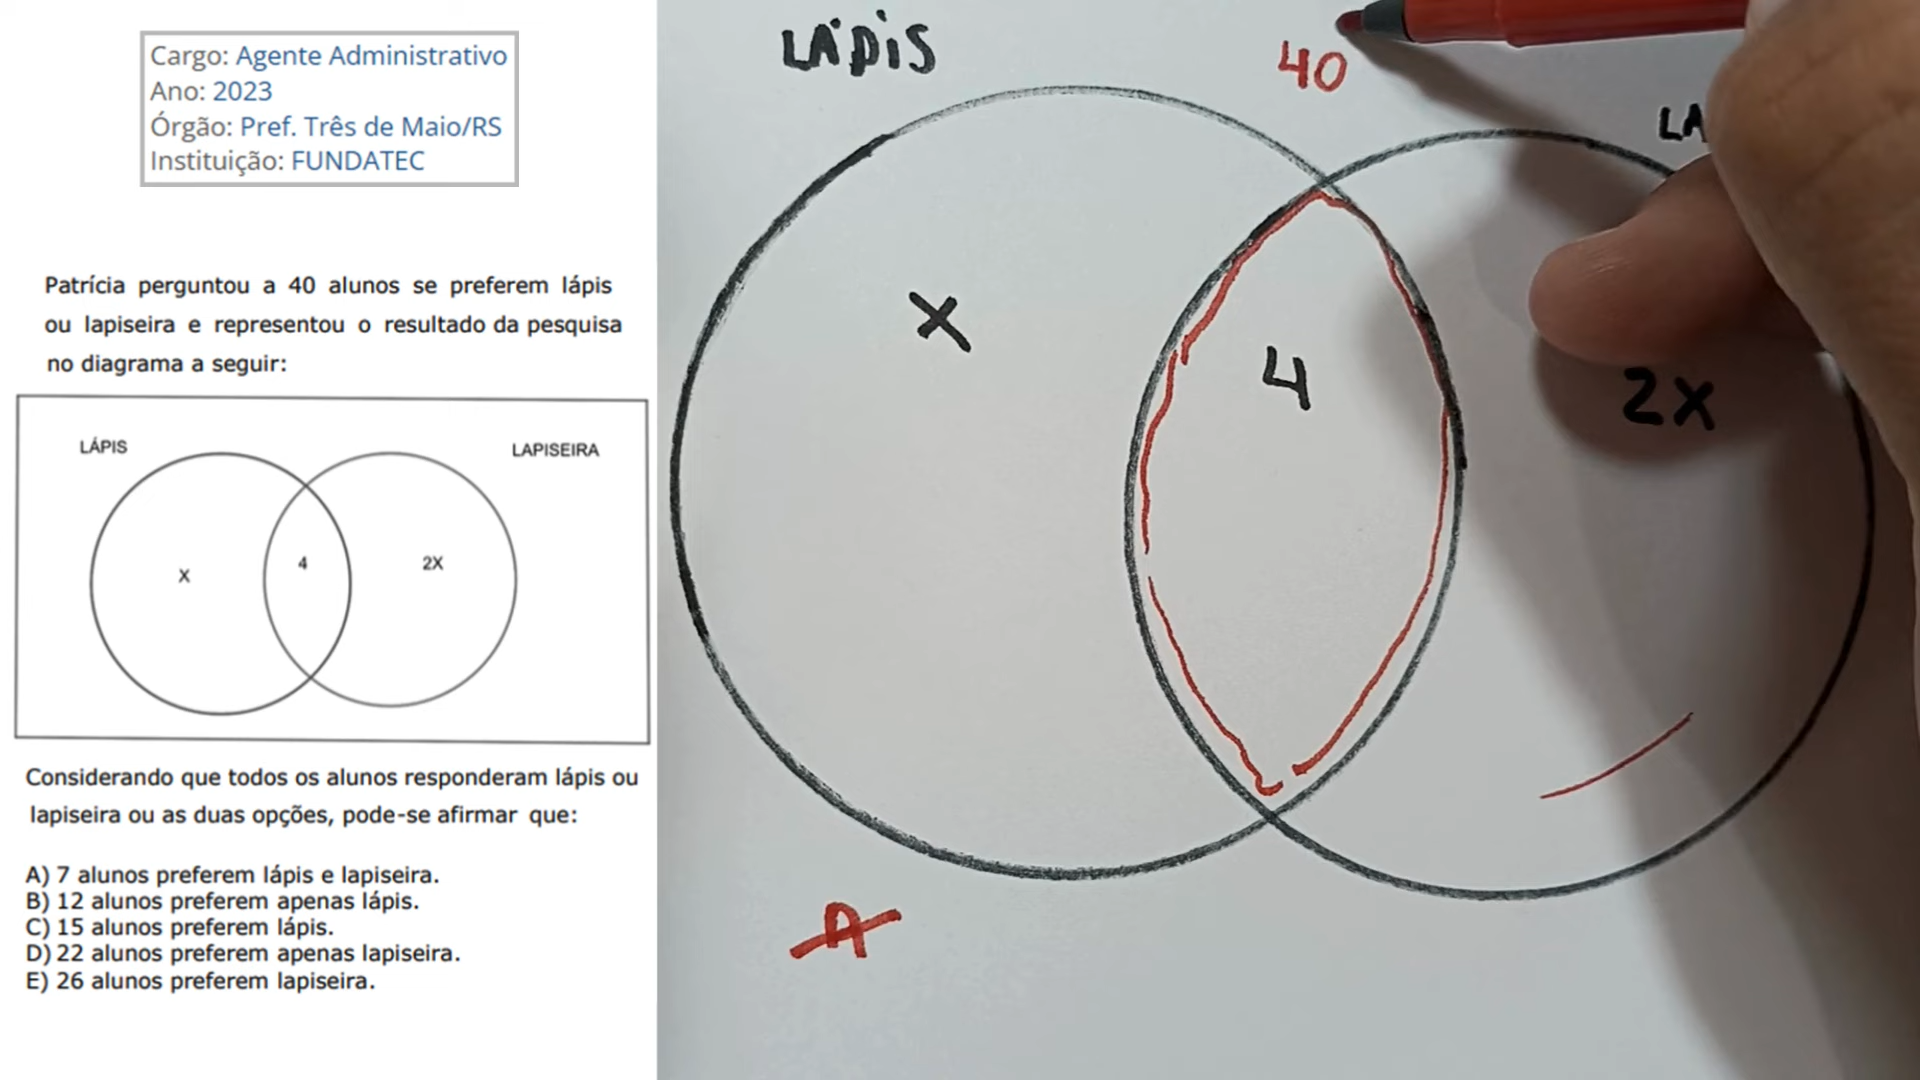 Cargo: Agente Administrativo
Ano: 2023
Órgão: Pref. Três de Maio/RS
Instituição: FUNDATEC
Patrícia perguntou a 40 alunos se preferem lápis
ou lapiseira e representou o resultado da pesquisa
no diagrama a seguir:
LÁPIS
LAPISEIRA
X
4
2X
Considerando que todos os alunos responderam lápis ou
lapiseira ou as duas opções, pode-se afirmar que:
A) 7 alunos preferem lápis e lapiseira.
B) 12 alunos preferem apenas lápis.
C) 15 alunos preferem lápis.
D) 22 alunos preferem apenas lapiseira.
E) 26 alunos preferem lapiseira.
LÁPIS
40
LA
X
4
2X
A